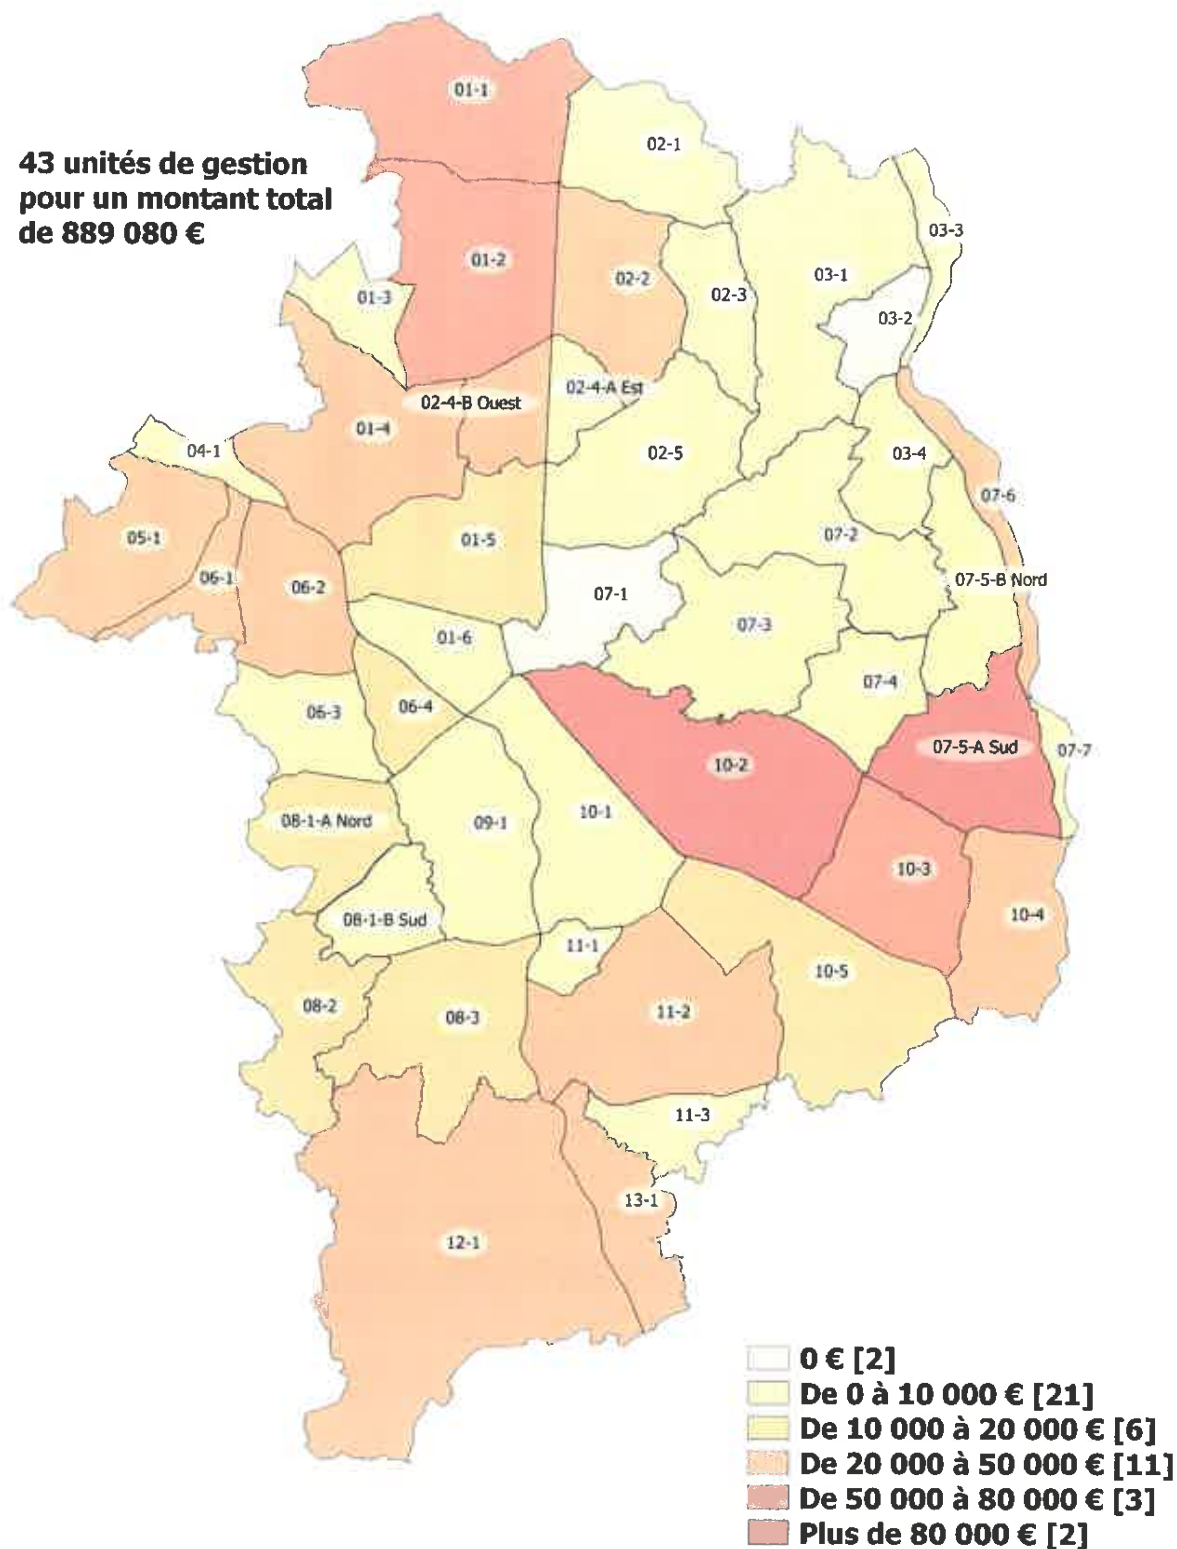 01-1
02-1
43 unités de gestion
pour un montant total
de 889 080 €
03-3
01-2
02-2
03-1
01-3
02-3
03-2
02-4-A Est
02-4-B Ouest
01-4
04-1
02-5
03-4
07-6
05-1
01-5
07-2
06-1
06-2
07-1
07-5-B Nord
01-6
07-3
07-4
06-3
06-4
07-5-A Sud
07-7
10-2
08-1-A Nord
09-1
10-1
10-3
08-1-B Sud
10-4
11-1
10-5
08-2
08-3
11-2
11-3
13-1
12-1
0 € [2]
De 0 à 10 000 € [21]
De 10 000 à 20 000 € [6]
De 20 000 à 50 000 € [11]
De 50 000 à 80 000 € [3]
Plus de 80 000 € [2]